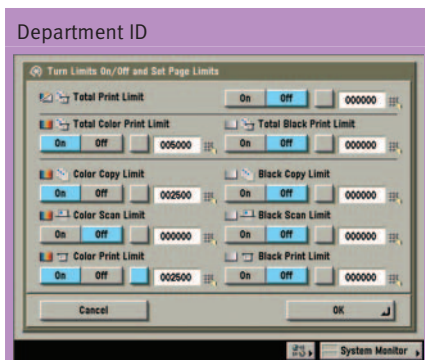 Department ID
Turn Limits On/Off and Set Page Limits
Total Print Limit
On Off 000000
Total Color Print Limit Total Black Print Limit
On Off 005000 On Off 000000
Color Copy Limit Black Copy Limit
On Off 002500 On Off 000000
Color Scan Limit Black Scan Limit
On Off 000000 On Off 000000
Color Print Limit Black Print Limit
On Off 002500 On Off 000000
Cancel OK
System Monitor